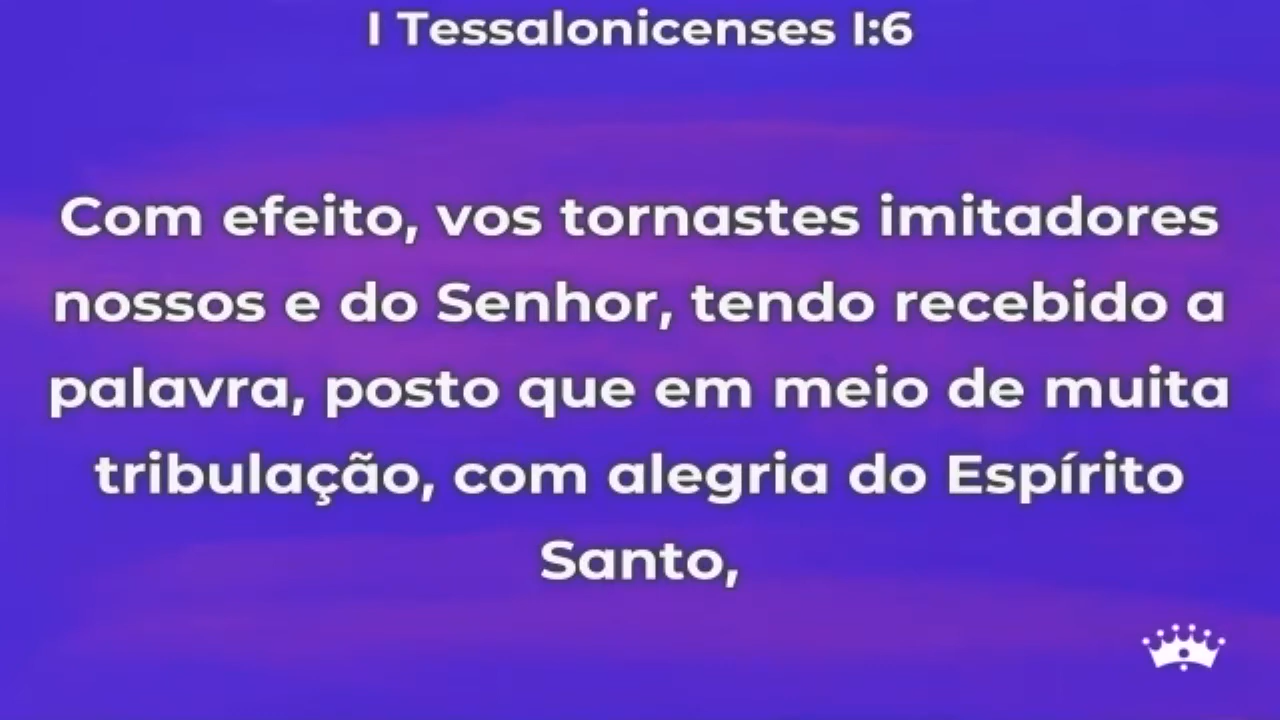 I Tessalonicenses I:6
Com efeito, vos tornastes imitadores
nossos e do Senhor, tendo recebido a
palavra, posto que em meio de muita
tribulação, com alegria do Espírito
Santo,